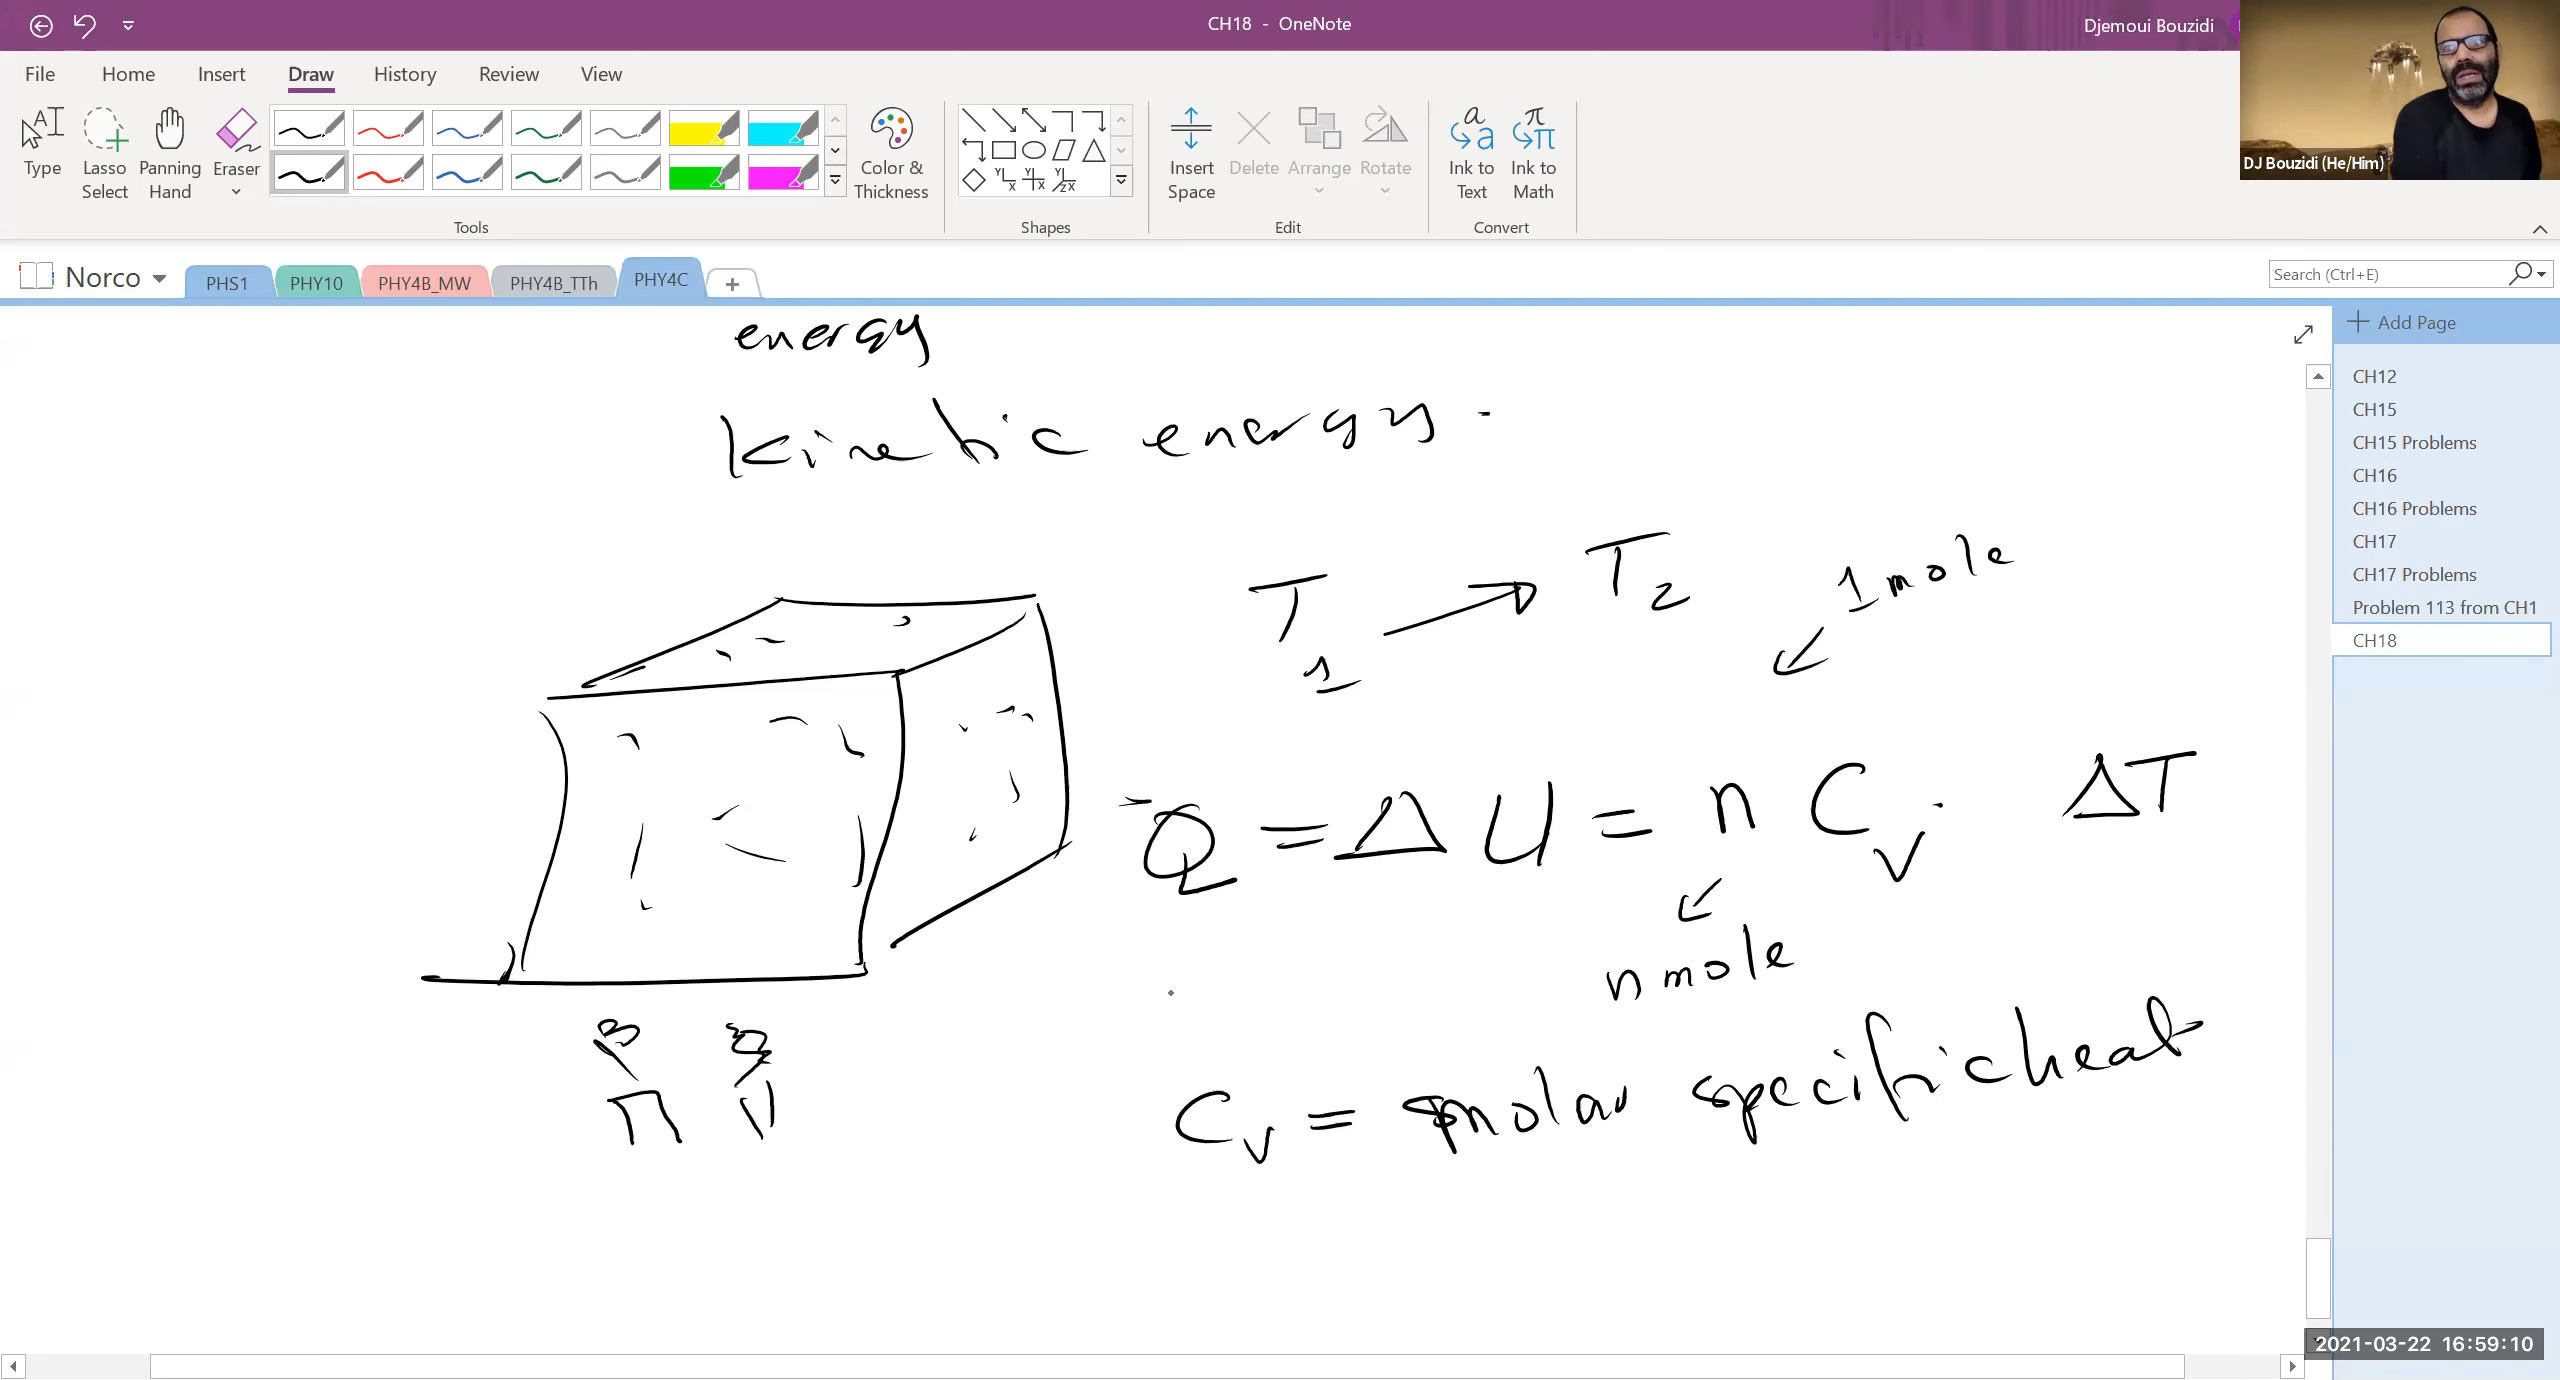 CH18 - OneNote
Djemoui Bouzidi
DJ Bouzidi (He/Him)
File Home Insert Draw History Review View
Type
Lasso Select
Panning Hand
Eraser
Color & Thickness
Insert Space
Delete
Arrange
Rotate
Ink to Text
Ink to Math
Tools
Shapes
Edit
Convert
Norco PHS1 PHY10 PHY4B_MW PHY4B_TTh PHY4C +
Search (Ctrl+E)
Add Page
CH12
CH15
CH15 Problems
CH16
CH16 Problems
CH17
CH17 Problems
Problem 113 from CH1
CH18
energy
kinetic energy.
T1 → T2
1 mole
Q = Δ U = n Cv ΔT
n mole
Cv = molar specific heat
2021-03-22 16:59:10